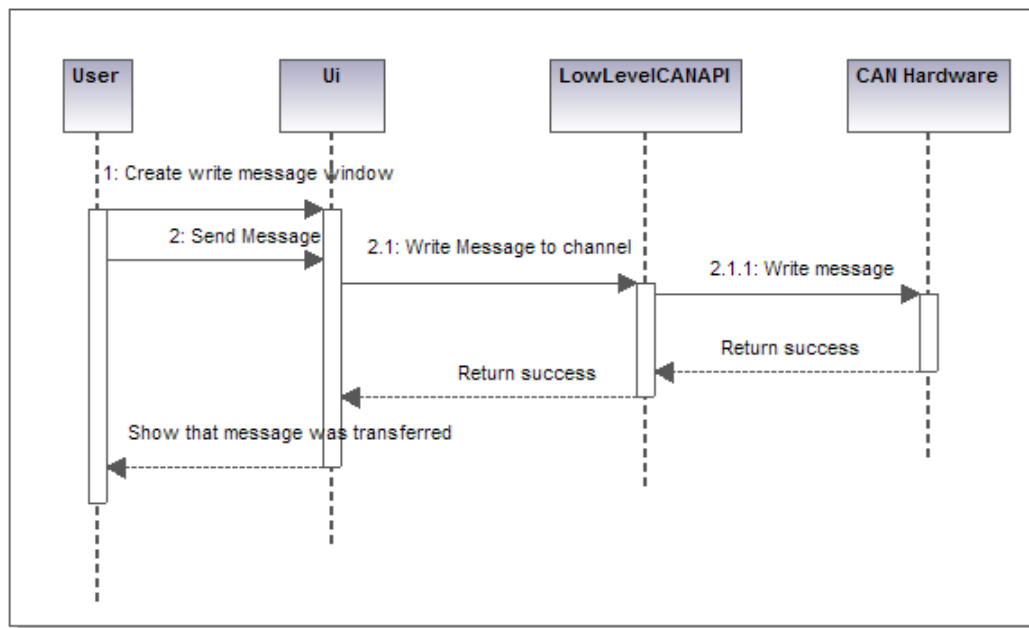 User
Ui
LowLevelCANAPI
CAN Hardware
1: Create write message window
2: Send Message
2.1: Write Message to channel
2.1.1: Write message
Return success
Return success
Show that message was transferred